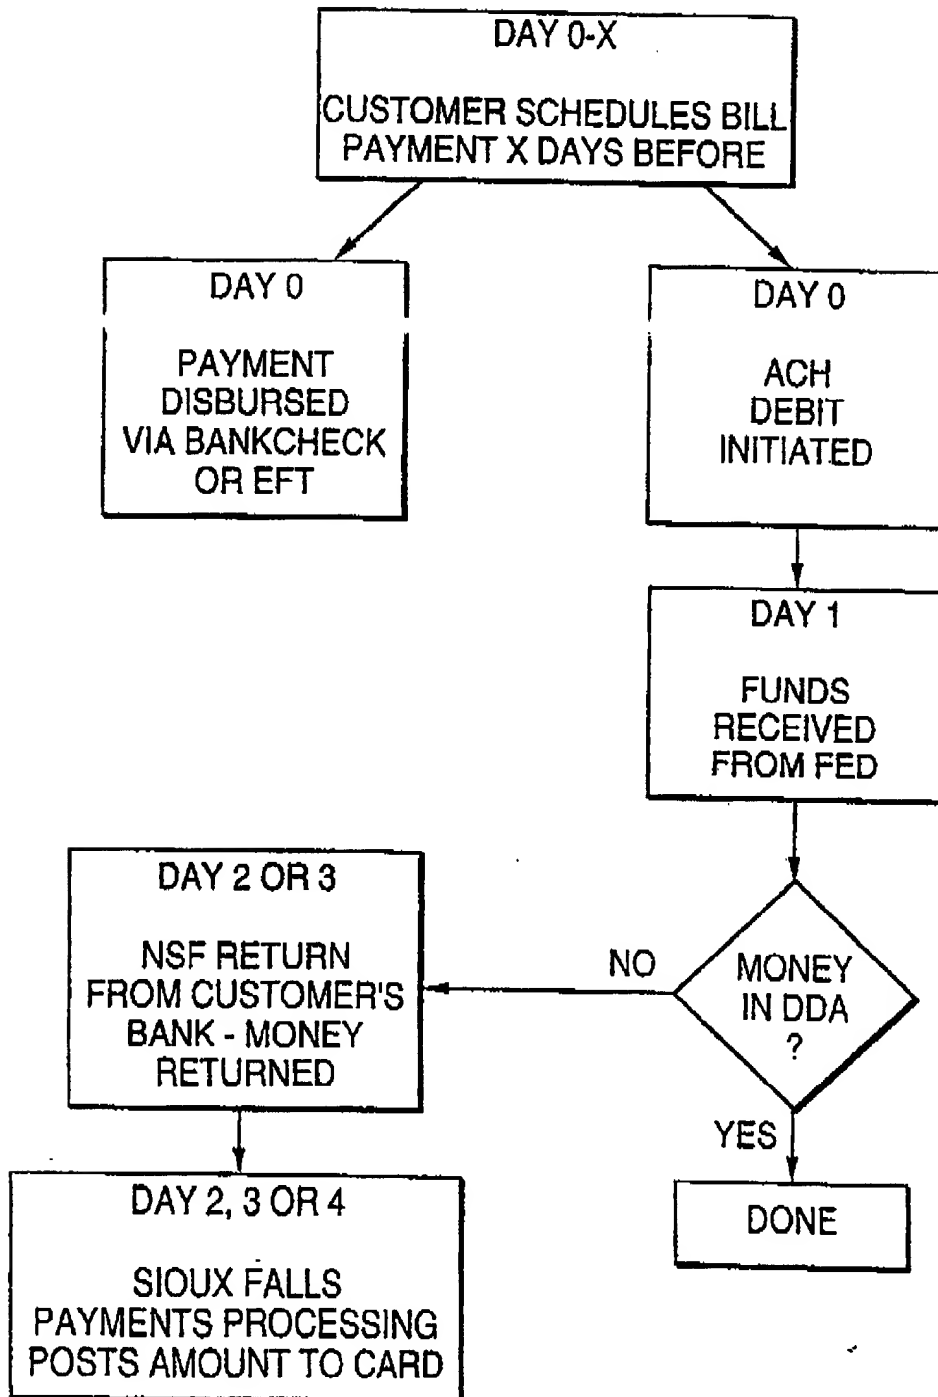 DAY 0-X
CUSTOMER SCHEDULES BILL
PAYMENT X DAYS BEFORE
DAY 0
PAYMENT
DISBURSED
VIA BANKCHECK
OR EFT
DAY 0
ACH
DEBIT
INITIATED
DAY 1
FUNDS
RECEIVED
FROM FED
MONEY
IN DDA
?
NO
DAY 2 OR 3
NSF RETURN
FROM CUSTOMER'S
BANK - MONEY
RETURNED
YES
DONE
DAY 2, 3 OR 4
SIOUX FALLS
PAYMENTS PROCESSING
POSTS AMOUNT TO CARD